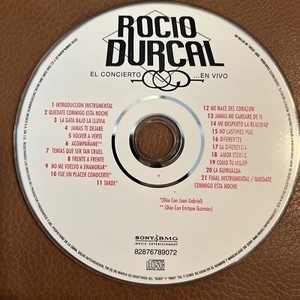 ROCIO
DURCAL
EL CONCIERTO ...EN VIVO
1 INTRODUCCION INSTRUMENTAL
2 QUEDATE CONMIGO ESTA NOCHE
3 LA GATA BAJO LA LLUVIA
4 JAMAS TE DEJARE
5 VOLVER A VERTE
6 ACOMPAÑAME**
7 TEMIAS QUE SER TAN CRUEL
8 FRENTE A FRENTE
9 NO ME VUELVO A ENAMORAR
10 FUE UN PLACER CONOCERTE*
11 TARDE*
12 ME NACE DEL CORAZON
13 JAMAS ME CANSARE DE TI
14 ME DESPERTO LA REALIDAD
15 NO LASTIMES MAS
16 DIFERENTES
17 LA DIFERENCIA
18 AMOR ETERNO
19 COMO TU MUJER
20 LA GUIRNALDA
21 FINAL INSTRUMENTAL / QUEDATE
CONMIGO ESTA NOCHE
*(Dúo Con Juan Gabriel)
** (Dúo Con Enrique Guzmán)
SONY BMG
MUSIC ENTERTAINMENT
82876789072